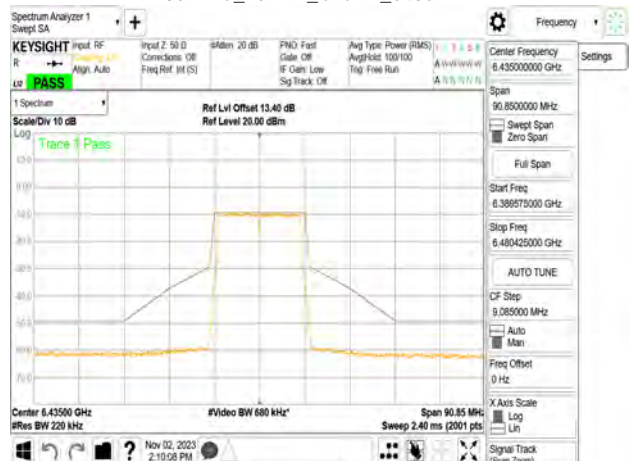 Spectrum Analyzer 1
Swept SA
Frequency
KEYSIGHT
Input: RF
Coupling: DC
Align: Auto
Input Z: 50 Ω
Corrections: Off
Freq Ref: Int (S)
#Atten: 20 dB
PNO: Fast
Gate: Off
IF Gain: Low
Sig Track: Off
Avg Type: Power (RMS)
Avg|Hold: 100/100
Trig: Free Run
PASS
1 Spectrum
Scale/Div 10 dB
Ref Lvl Offset 13.40 dB
Ref Level 20.00 dBm
Log
Trace 1 Pass
Center 6.43500 GHz
#Res BW 220 kHz
#Video BW 680 kHz*
Span 90.85 MHz
Sweep 2.40 ms (2001 pts
Nov 02, 2023
2:10:08 PM
Settings
Center Frequency
6.435000000 GHz
Span
90.8500000 MHz
Swept Span
Zero Span
Full Span
Start Freq
6.389575000 GHz
Stop Freq
6.480425000 GHz
AUTO TUNE
CF Step
9.085000 MHz
Auto
Man
Freq Offset
0 Hz
X Axis Scale
Log
Lin
Signal Track